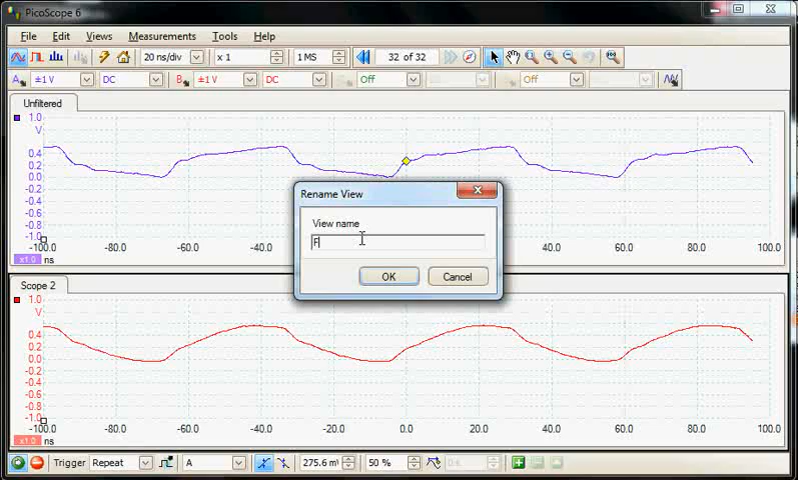 PicoScope 6
File Edit Views Measurements Tools Help
20 ns/div x 1 1 MS 32 of 32
A ±1 V DC B ±1 V DC Off Off
Unfiltered
1.0
V
0.4
0.2
0.0
-0.2
-0.4
-0.6
-0.8
-1.0
x1.0 ns
-100.0 -80.0 -60.0 -40.0 -20.0 40.0 60.0 80.0 100.0
Rename View
View name
F
OK Cancel
Scope 2
1.0
V
0.4
0.2
0.0
-0.2
-0.4
-0.6
-0.8
-1.0
x1.0 ns
-100.0 -80.0 -60.0 -40.0 -20.0 0.0 20.0 40.0 60.0 80.0 100.0
Trigger Repeat A 275.6 m 50 %